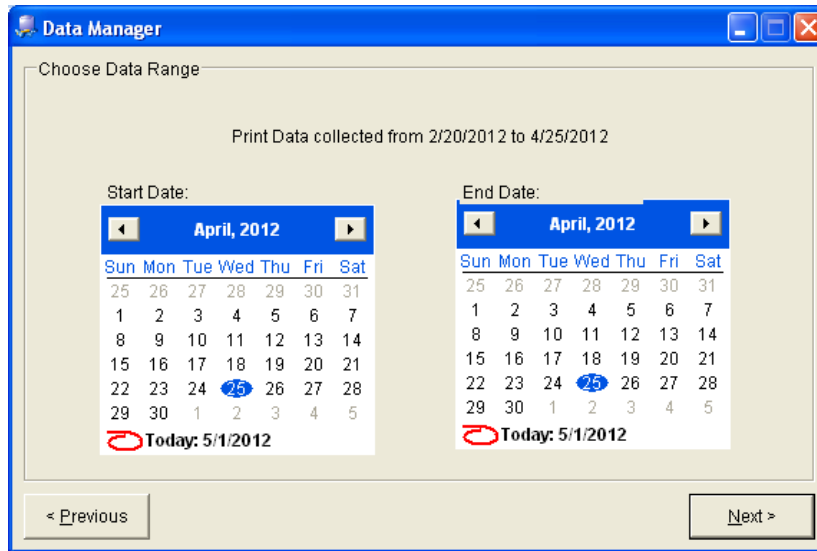 Data Manager
Choose Data Range
Print Data collected from 2/20/2012 to 4/25/2012
Start Date:
April, 2012
Sun Mon Tue Wed Thu Fri Sat
25 26 27 28 29 30 31
1 2 3 4 5 6 7
8 9 10 11 12 13 14
15 16 17 18 19 20 21
22 23 24 25 26 27 28
29 30 1 2 3 4 5
Today: 5/1/2012
End Date:
April, 2012
Sun Mon Tue Wed Thu Fri Sat
25 26 27 28 29 30 31
1 2 3 4 5 6 7
8 9 10 11 12 13 14
15 16 17 18 19 20 21
22 23 24 25 26 27 28
29 30 1 2 3 4 5
Today: 5/1/2012
< Previous
Next >